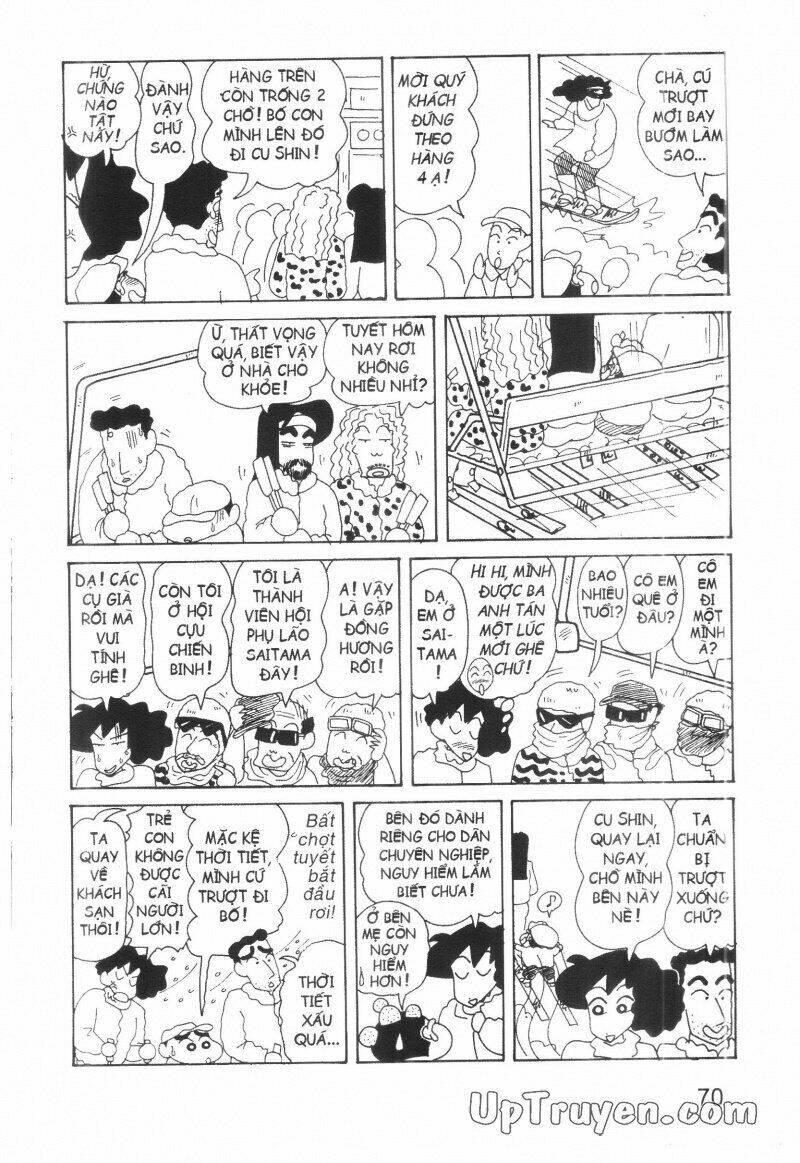 CHÀ, CÚ
TRƯỢT
MỚI BAY
BƯỚM LÀM
SAO...
MỜI QUÝ
KHÁCH
ĐỨNG
THEO
HÀNG
4 Ạ!
HÀNG TRÊN
CÒN TRỐNG 2
CHỖ! BỐ CON
MÌNH LÊN ĐÓ
ĐI CU SHIN!
ĐÀNH
VẬY
CHỨ
SAO.
HỪ,
CHỨNG
NÀO
TẬT
NẤY!
TUYẾT HÔM
NAY RƠI
KHÔNG
NHIỀU NHỈ?
Ừ, THẤT VỌNG
QUÁ, BIẾT VẬY
Ở NHÀ CHO
KHỎE!
CÔ
EM
ĐI
MỘT
MÌNH
À?
CÔ EM
QUÊ Ở
ĐÂU?
BAO
NHIÊU
TUỔI?
HI HI, MÌNH
ĐƯỢC BA
ANH TÁN
MỘT LÚC
MỚI GHÊ
CHỨ!
DẠ,
EM Ở
SAI-
TAMA
!
A! VẬY
LÀ GẶP
ĐỒNG
HƯƠNG
RỒI!
TÔI LÀ
THÀNH
VIÊN HỘI
PHỤ LÃO
SAITAMA
ĐÂY!
CÒN TÔI
Ở HỘI
CỰU
CHIẾN
BINH!
DẠ! CÁC
CỤ GIÀ
RỒI MÀ
VUI
TÍNH
GHÊ!
TA
CHUẨN
BỊ
TRƯỢT
XUỐNG
CHỨ?
CU SHIN,
QUAY LẠI
NGAY,
CHỖ MÌNH
BÊN NÀY
NÈ!
BÊN ĐÓ DÀNH
RIÊNG CHO DÂN
CHUYÊN NGHIỆP,
NGUY HIỂM LẮM
BIẾT CHƯA!
Ở BÊN
MẸ CÒN
NGUY
HIỂM
HƠN!
Bất
chợt
tuyết
bắt
đầu
rơi!
THỜI
TIẾT
XẤU
QUÁ...
MẶC KỆ
THỜI TIẾT,
MÌNH CỨ
TRƯỢT ĐI
BỐ!
TRẺ
CON
KHÔNG
ĐƯỢC
CÃI
NGƯỜI
LỚN!
TA
QUAY
VỀ
KHÁCH
SẠN
THÔI!
70
UpTruyen.com